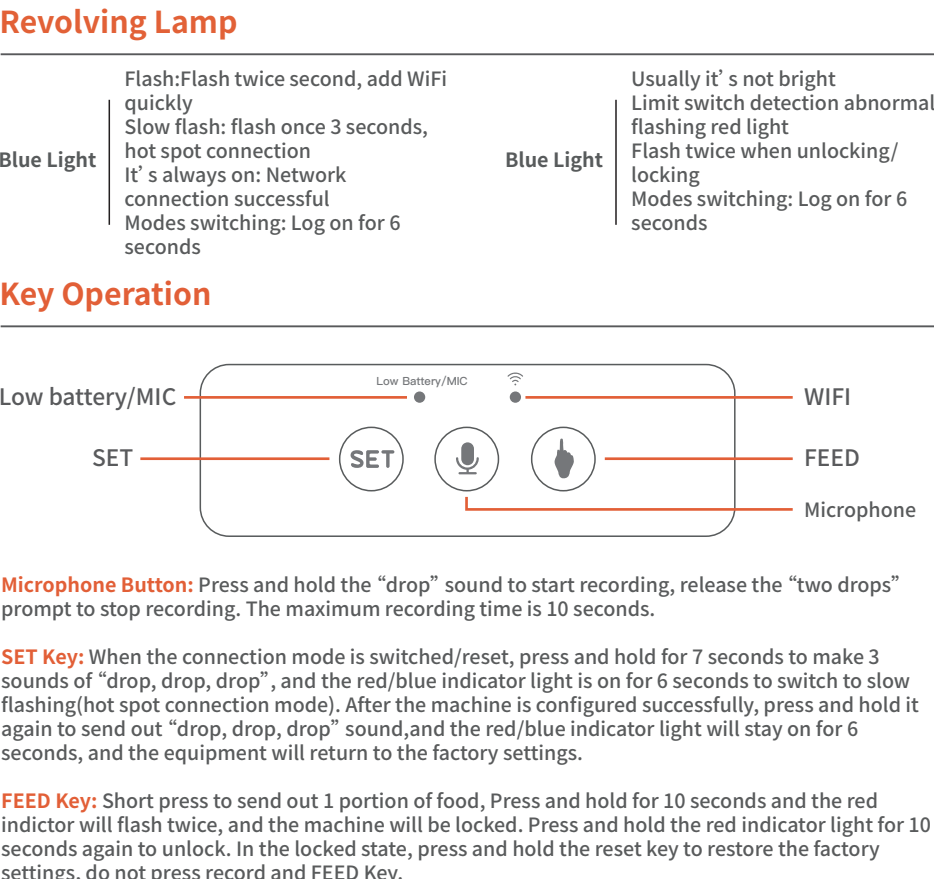 Revolving Lamp
Blue Light
Flash:Flash twice second, add WiFi
quickly
Slow flash: flash once 3 seconds,
hot spot connection
It’s always on: Network
connection successful
Modes switching: Log on for 6
seconds
Blue Light
Usually it’s not bright
Limit switch detection abnormal
flashing red light
Flash twice when unlocking/
locking
Modes switching: Log on for 6
seconds
Key Operation
Low battery/MIC
SET
Low Battery/MIC
SET
WIFI
FEED
Microphone
Microphone Button: Press and hold the “drop” sound to start recording, release the “two drops”
prompt to stop recording. The maximum recording time is 10 seconds.
SET Key: When the connection mode is switched/reset, press and hold for 7 seconds to make 3
sounds of “drop, drop, drop”, and the red/blue indicator light is on for 6 seconds to switch to slow
flashing(hot spot connection mode). After the machine is configured successfully, press and hold it
again to send out “drop, drop, drop” sound,and the red/blue indicator light will stay on for 6
seconds, and the equipment will return to the factory settings.
FEED Key: Short press to send out 1 portion of food, Press and hold for 10 seconds and the red
indictor will flash twice, and the machine will be locked. Press and hold the red indicator light for 10
seconds again to unlock. In the locked state, press and hold the reset key to restore the factory
settings, do not press record and FEED Key.